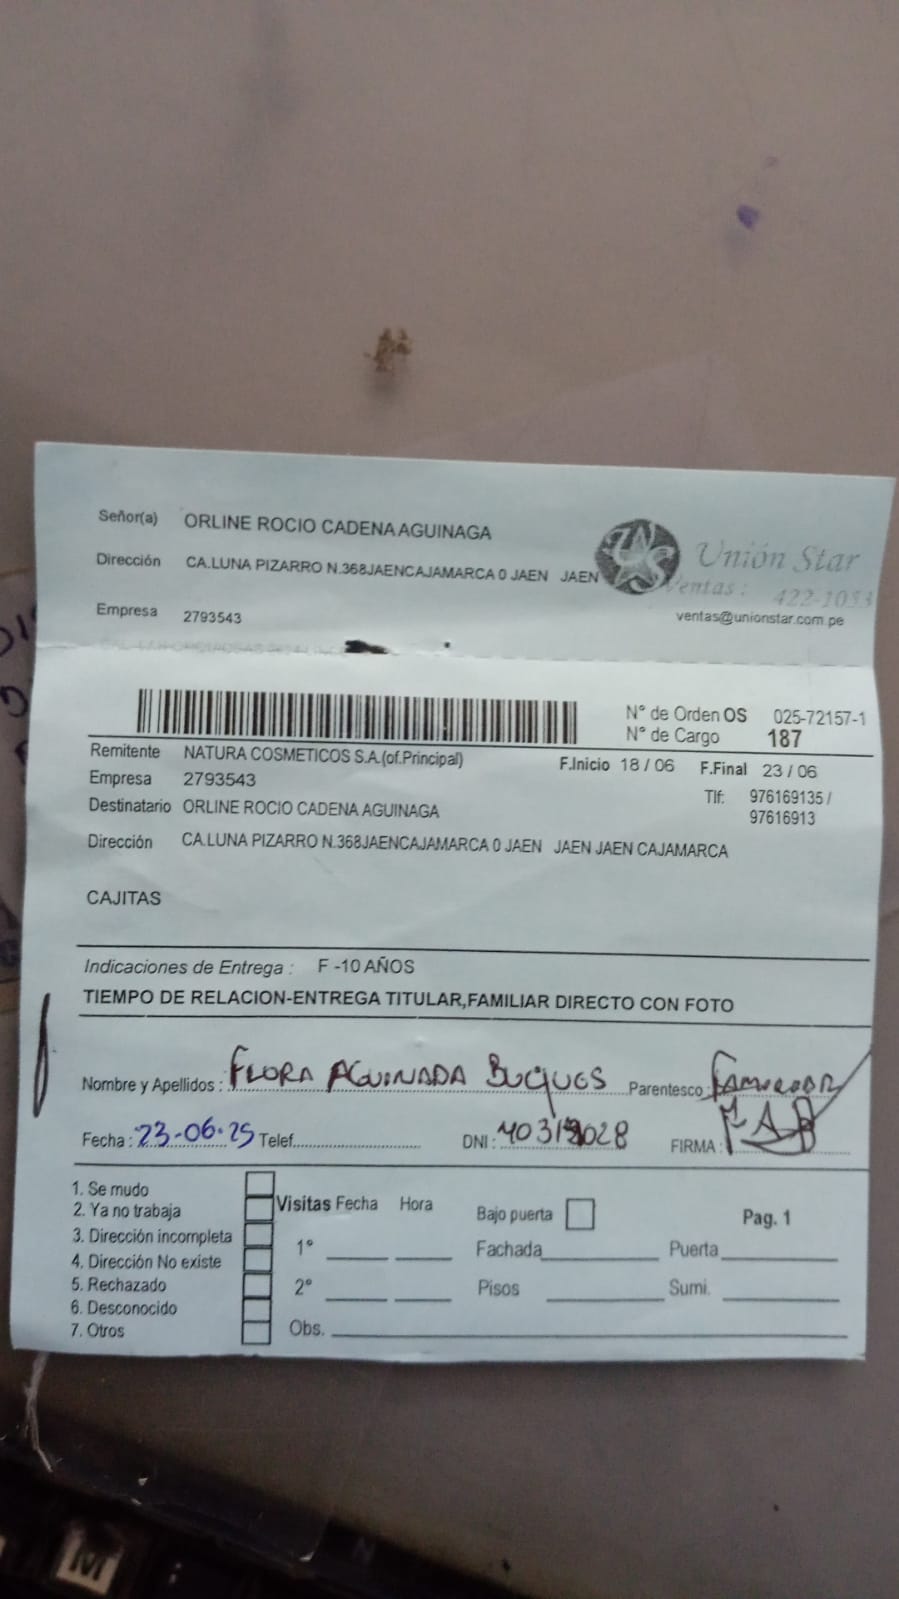 Señor(a) ORLINE ROCIO CADENA AGUINAGA
Unión Star
Dirección CA.LUNA PIZARRO N.368JAENCAJAMARCA 0 JAEN JAEN
Ventas : 422-1053
Empresa 2793543
ventas@unionstar.com.pe
N° de Orden OS 025-72157-1
N° de Cargo 187
Remitente NATURA COSMETICOS S.A.(of.Principal)
F.Inicio 18 / 06 F.Final 23 / 06
Empresa 2793543
Tlf: 976169135 /
97616913
Destinatario ORLINE ROCIO CADENA AGUINAGA
Dirección CA.LUNA PIZARRO N.368JAENCAJAMARCA 0 JAEN JAEN JAEN CAJAMARCA
CAJITAS
Indicaciones de Entrega : F -10 AÑOS
TIEMPO DE RELACION-ENTREGA TITULAR,FAMILIAR DIRECTO CON FOTO
Nombre y Apellidos : FLORA AGUINADA Parentesco :
Fecha : 23-06-25 Telef. DNI : FIRMA :
1. Se mudo
2. Ya no trabaja
3. Dirección incompleta
4. Dirección No existe
5. Rechazado
6. Desconocido
7. Otros
Visitas Fecha Hora
1°
2°
Obs.
Bajo puerta
Pag. 1
Fachada Puerta
Pisos Sumi.
M